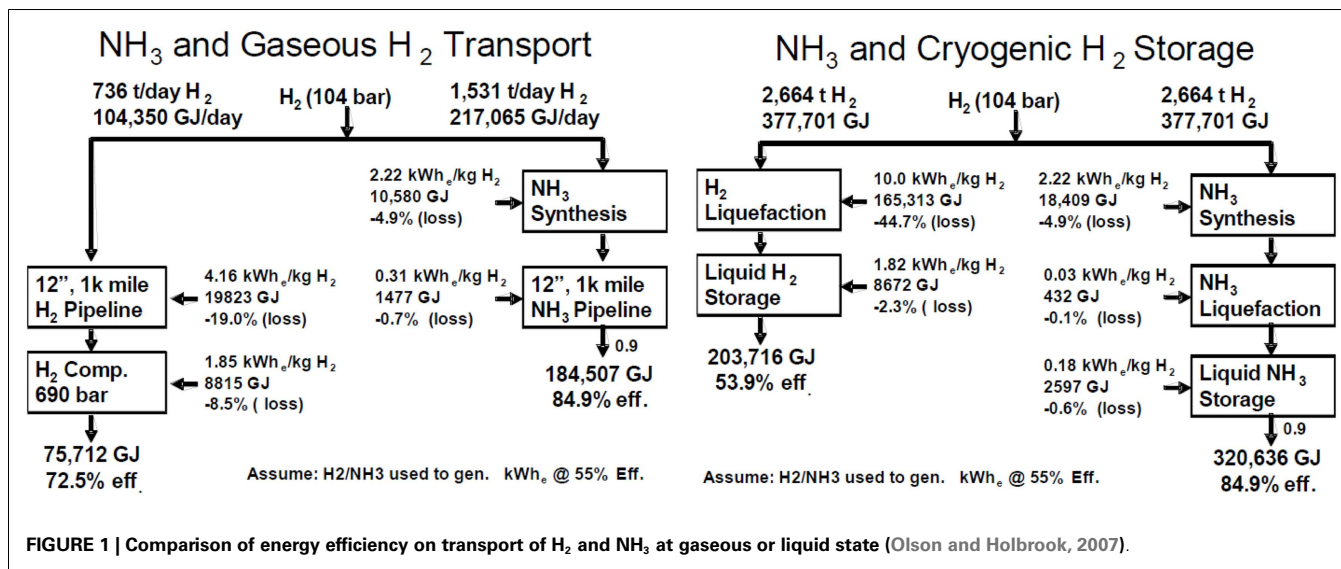 NH₃ and Gaseous H₂ Transport
736 t/day H₂
104,350 GJ/day
H₂ (104 bar)
1,531 t/day H₂
217,065 GJ/day
2.22 kWhₑ/kg H₂
10,580 GJ
-4.9% (loss)
NH₃
Synthesis
12”, 1k mile
H₂ Pipeline
4.16 kWhₑ/kg H₂
19823 GJ
-19.0% (loss)
0.31 kWhₑ/kg H₂
1477 GJ
-0.7% (loss)
12”, 1k mile
NH₃ Pipeline
0.9
H₂ Comp.
690 bar
1.85 kWhₑ/kg H₂
8815 GJ
-8.5% ( loss)
184,507 GJ
84.9% eff.
75,712 GJ
72.5% eff.
Assume: H2/NH3 used to gen. kWhₑ @ 55% Eff.
NH₃ and Cryogenic H₂ Storage
2,664 t H₂
377,701 GJ
H₂ (104 bar)
2,664 t H₂
377,701 GJ
H₂
Liquefaction
10.0 kWhₑ/kg H₂
165,313 GJ
-44.7% (loss)
2.22 kWhₑ/kg H₂
18,409 GJ
-4.9% (loss)
NH₃
Synthesis
Liquid H₂
Storage
1.82 kWhₑ/kg H₂
8672 GJ
-2.3% ( loss)
0.03 kWhₑ/kg H₂
432 GJ
-0.1% (loss)
NH₃
Liquefaction
203,716 GJ
53.9% eff
0.18 kWhₑ/kg H₂
2597 GJ
-0.6% (loss)
Liquid NH₃
Storage
0.9
320,636 GJ
84.9% eff.
Assume: H2/NH3 used to gen. kWhₑ @ 55% Eff.
FIGURE 1 | Comparison of energy efficiency on transport of H₂ and NH₃ at gaseous or liquid state (Olson and Holbrook, 2007).